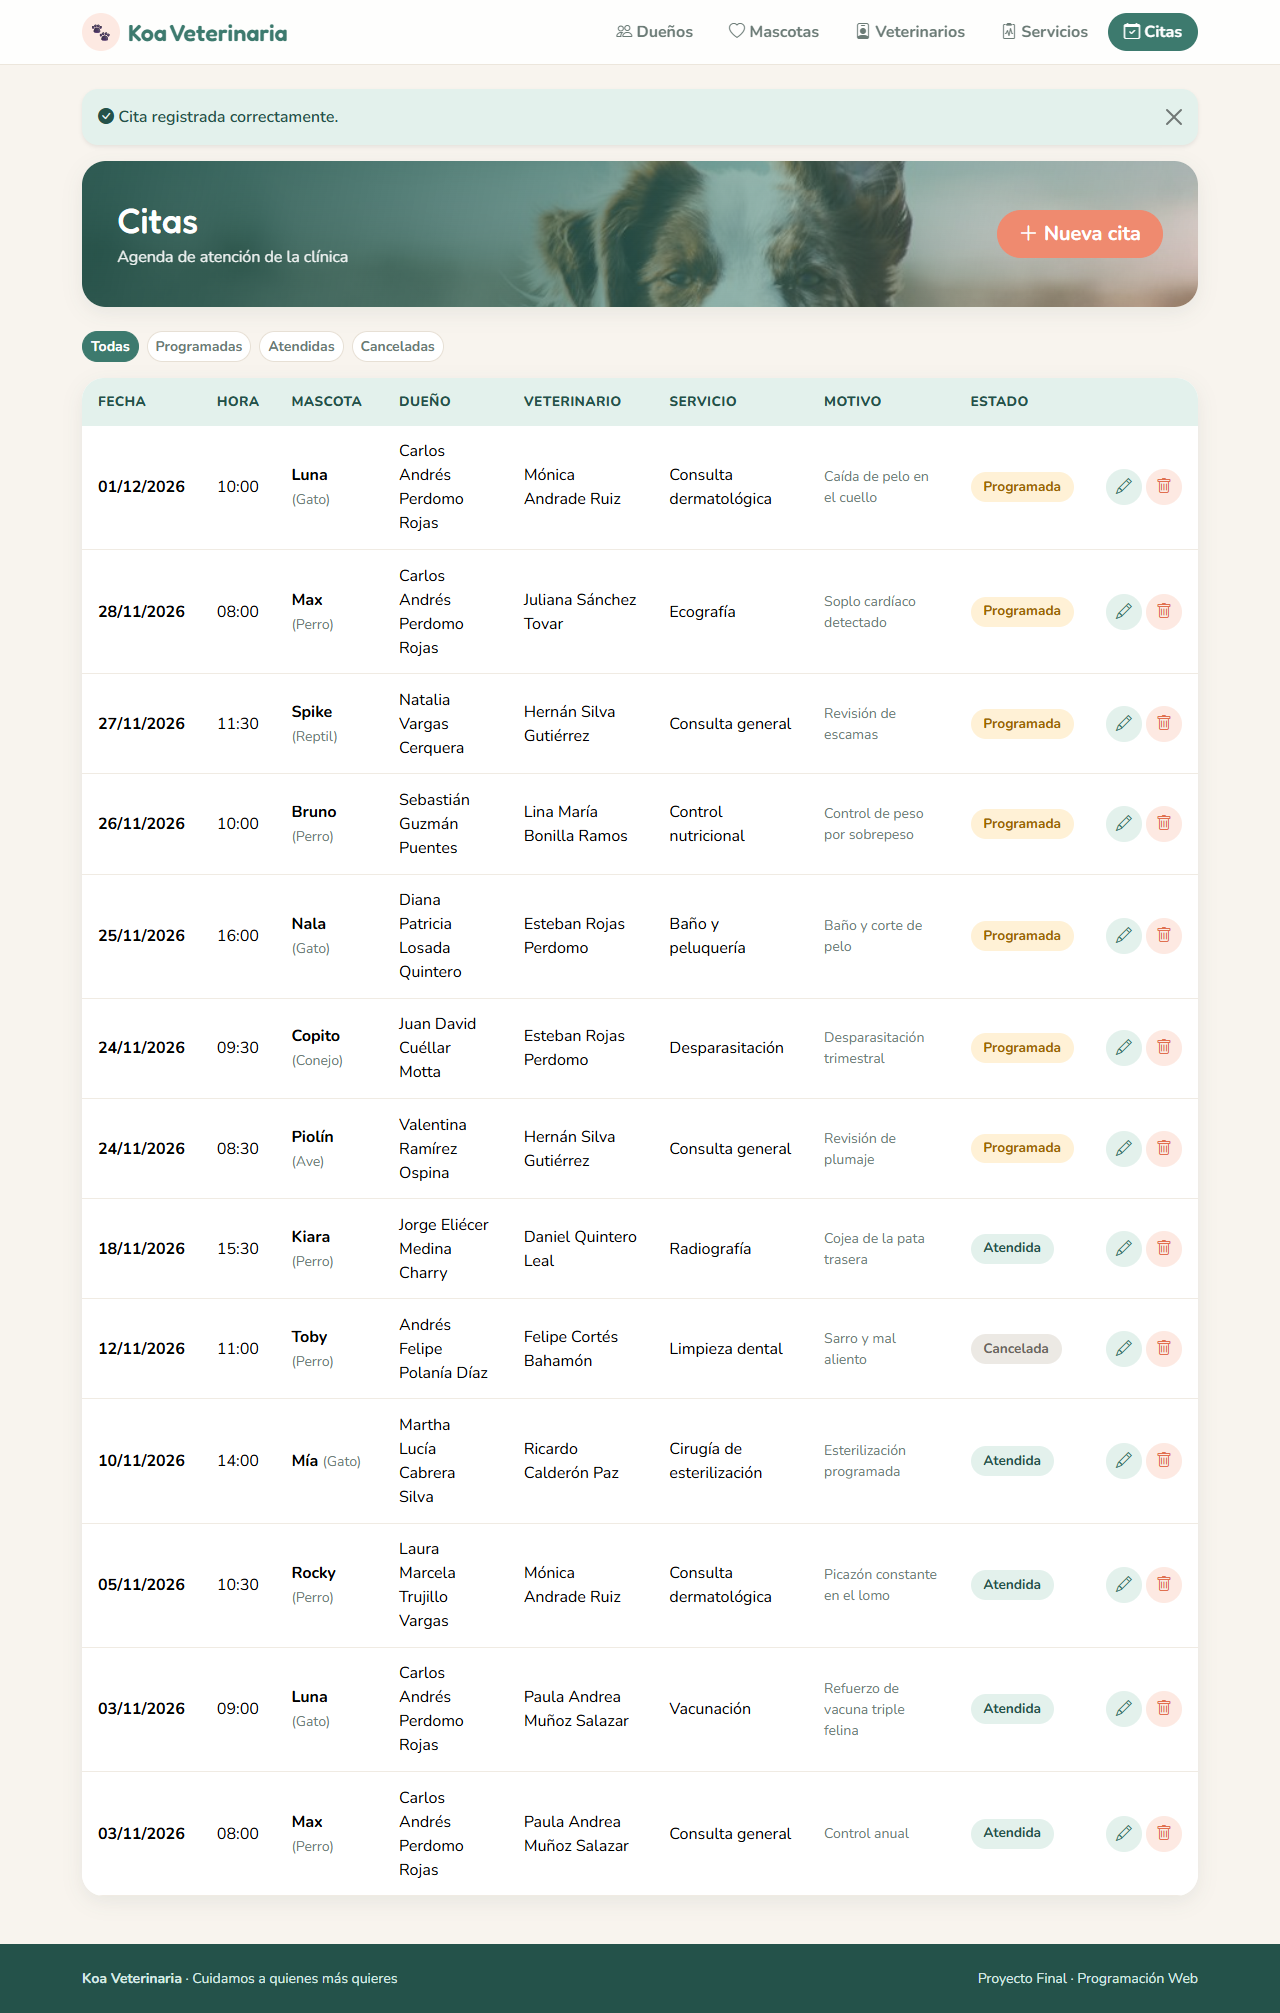 Koa Veterinaria
Dueños
Mascotas
Veterinarios
Servicios
Citas
Cita registrada correctamente.
Citas
Agenda de atención de la clínica
+ Nueva cita
Todas
Programadas
Atendidas
Canceladas
FECHA HORA MASCOTA DUEÑO VETERINARIO SERVICIO MOTIVO ESTADO
01/12/2026 10:00 Luna (Gato) Carlos Andrés Perdomo Rojas Mónica Andrade Ruiz Consulta dermatológica Caída de pelo en el cuello Programada
28/11/2026 08:00 Max (Perro) Carlos Andrés Perdomo Rojas Juliana Sánchez Tovar Ecografía Soplo cardíaco detectado Programada
27/11/2026 11:30 Spike (Reptil) Natalia Vargas Cerquera Hernán Silva Gutiérrez Consulta general Revisión de escamas Programada
26/11/2026 10:00 Bruno (Perro) Sebastián Guzmán Puentes Lina María Bonilla Ramos Control nutricional Control de peso por sobrepeso Programada
25/11/2026 16:00 Nala (Gato) Diana Patricia Losada Quintero Esteban Rojas Perdomo Baño y peluquería Baño y corte de pelo Programada
24/11/2026 09:30 Copito (Conejo) Juan David Cuéllar Motta Esteban Rojas Perdomo Desparasitación Desparasitación trimestral Programada
24/11/2026 08:30 Piolín (Ave) Valentina Ramírez Ospina Hernán Silva Gutiérrez Consulta general Revisión de plumaje Programada
18/11/2026 15:30 Kiara (Perro) Jorge Eliécer Medina Charry Daniel Quintero Leal Radiografía Cojea de la pata trasera Atendida
12/11/2026 11:00 Toby (Perro) Andrés Felipe Polanía Díaz Felipe Cortés Bahamón Limpieza dental Sarro y mal aliento Cancelada
10/11/2026 14:00 Mía (Gato) Martha Lucía Cabrera Silva Ricardo Calderón Paz Cirugía de esterilización Esterilización programada Atendida
05/11/2026 10:30 Rocky (Perro) Laura Marcela Trujillo Vargas Mónica Andrade Ruiz Consulta dermatológica Picazón constante en el lomo Atendida
03/11/2026 09:00 Luna (Gato) Carlos Andrés Perdomo Rojas Paula Andrea Muñoz Salazar Vacunación Refuerzo de vacuna triple felina Atendida
03/11/2026 08:00 Max (Perro) Carlos Andrés Perdomo Rojas Paula Andrea Muñoz Salazar Consulta general Control anual Atendida
Koa Veterinaria · Cuidamos a quienes más quieres
Proyecto Final · Programación Web